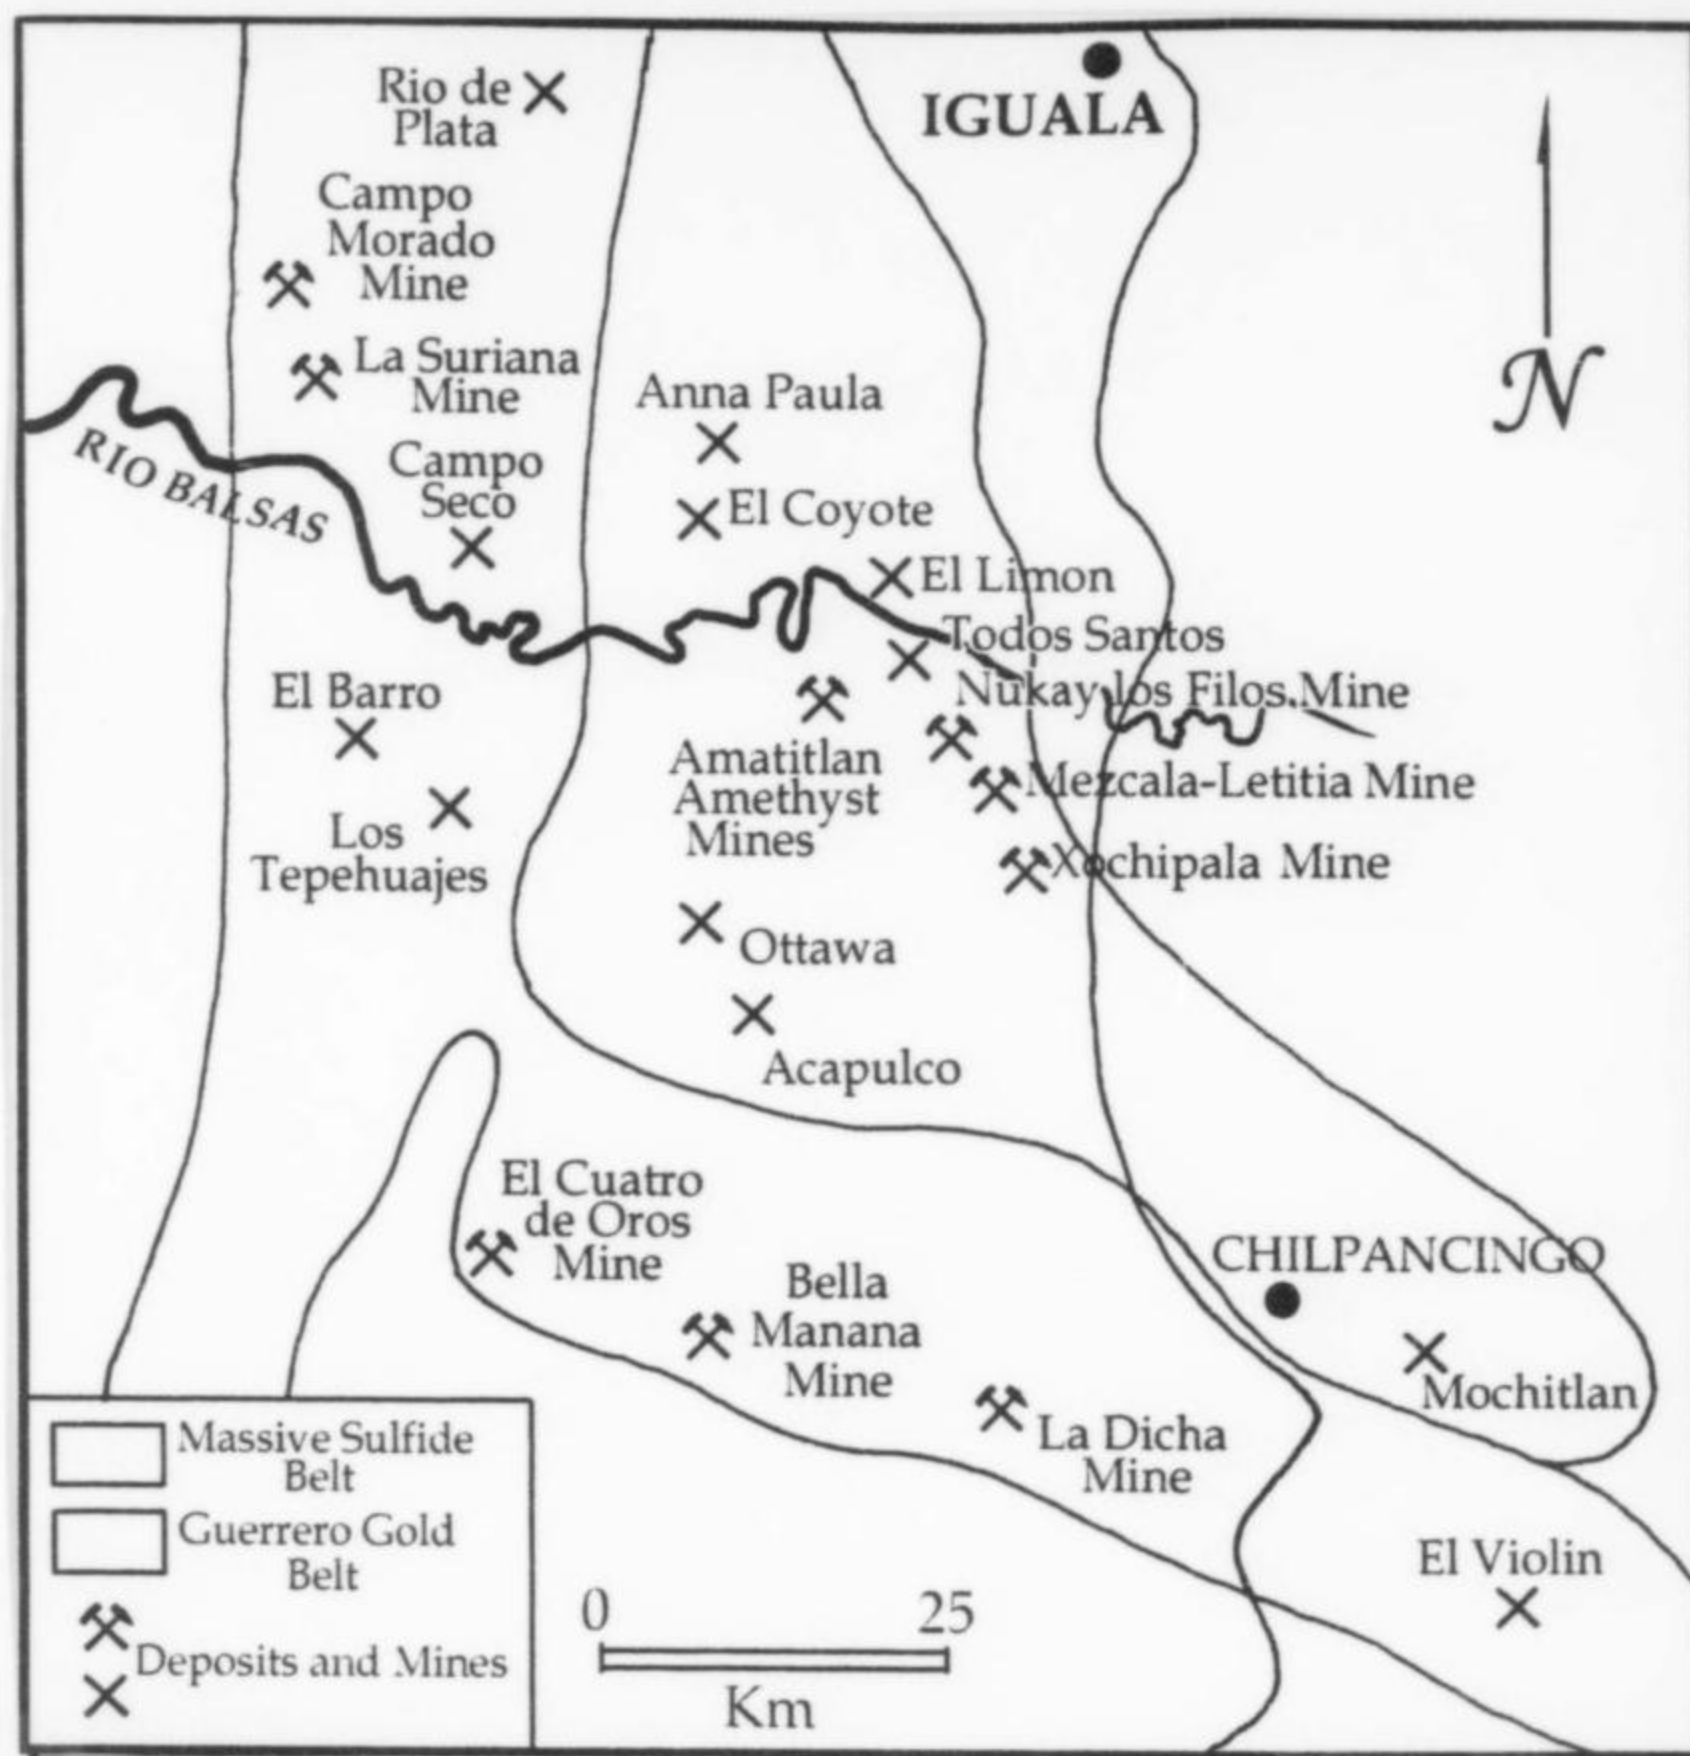 Rio de
Plata
IGUALA
Campo
Morado
Mine
N
La Suriana
Mine
Anna Paula
RIO BALSAS
Campo
Seco
El Coyote
El Limon
Todos Santos
El Barro
Nukay los Filos Mine
Amatitlan
Amethyst
Mines
Mezcala-Letitia Mine
Los
Tepehuajes
Xochipala Mine
Ottawa
Acapulco
El Cuatro
de Oros
Mine
CHILPANCINGO
Bella
Manana
Mine
Mochitlan
La Dicha
Mine
Massive Sulfide
Belt
Guerrero Gold
Belt
El Violin
0 25
Km
Deposits and Mines